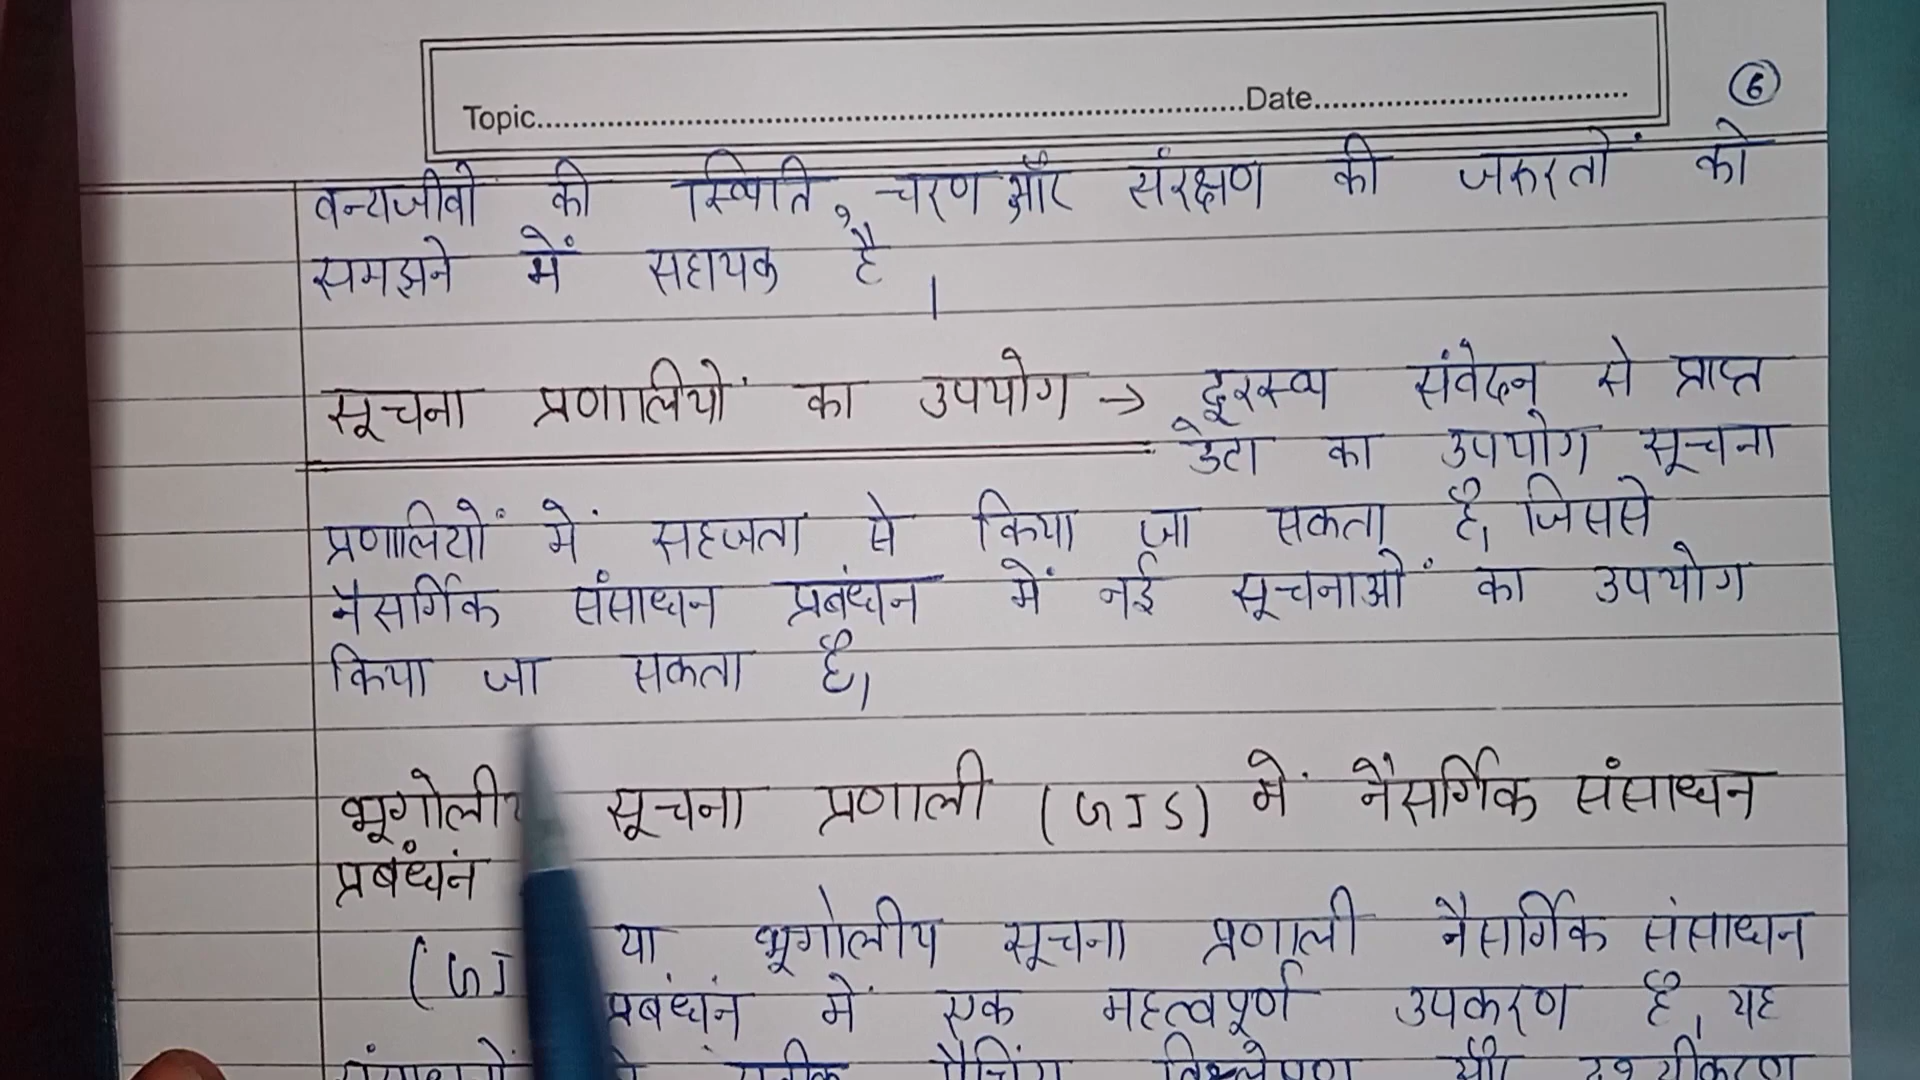 Topic..........Date..........
6
वन्यजीवों की स्थिति, चरण और संरक्षण की जरूरतों को
समझने में सहायक है।
सूचना प्रणालियों का उपयोग → दूरस्थ संवेदन से प्राप्त
डेटा का उपयोग सूचना
प्रणालियों में सहजता से किया जा सकता है, जिससे
नैसर्गिक संसाधन प्रबंधन में नई सूचनाओं का उपयोग
किया जा सकता है।
भूगोलीय सूचना प्रणाली (GIS) में नैसर्गिक संसाधन
प्रबंधन
(GI या भूगोलीय सूचना प्रणाली नैसर्गिक संसाधन
प्रबंधन में एक महत्वपूर्ण उपकरण है, यह